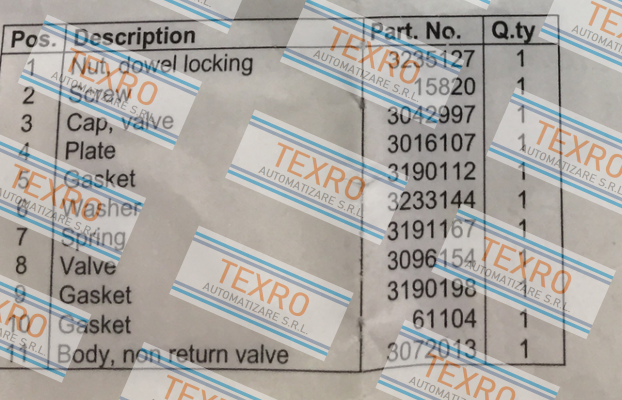 Pos. Description Part. No. Q.ty
1 Nut, dowel locking 3235127 1
2 Screw 15820 1
3 Cap, valve 3042997 1
4 Plate 3016107 1
5 Gasket 3190112 1
6 Washer 3233144 1
7 Spring 3191167 1
8 Valve 3096154 1
9 Gasket 3190198 1
10 Gasket 61104 1
11 Body, non return valve 3072013 1
TEXRO
AUTOMATIZARE S.R.L.